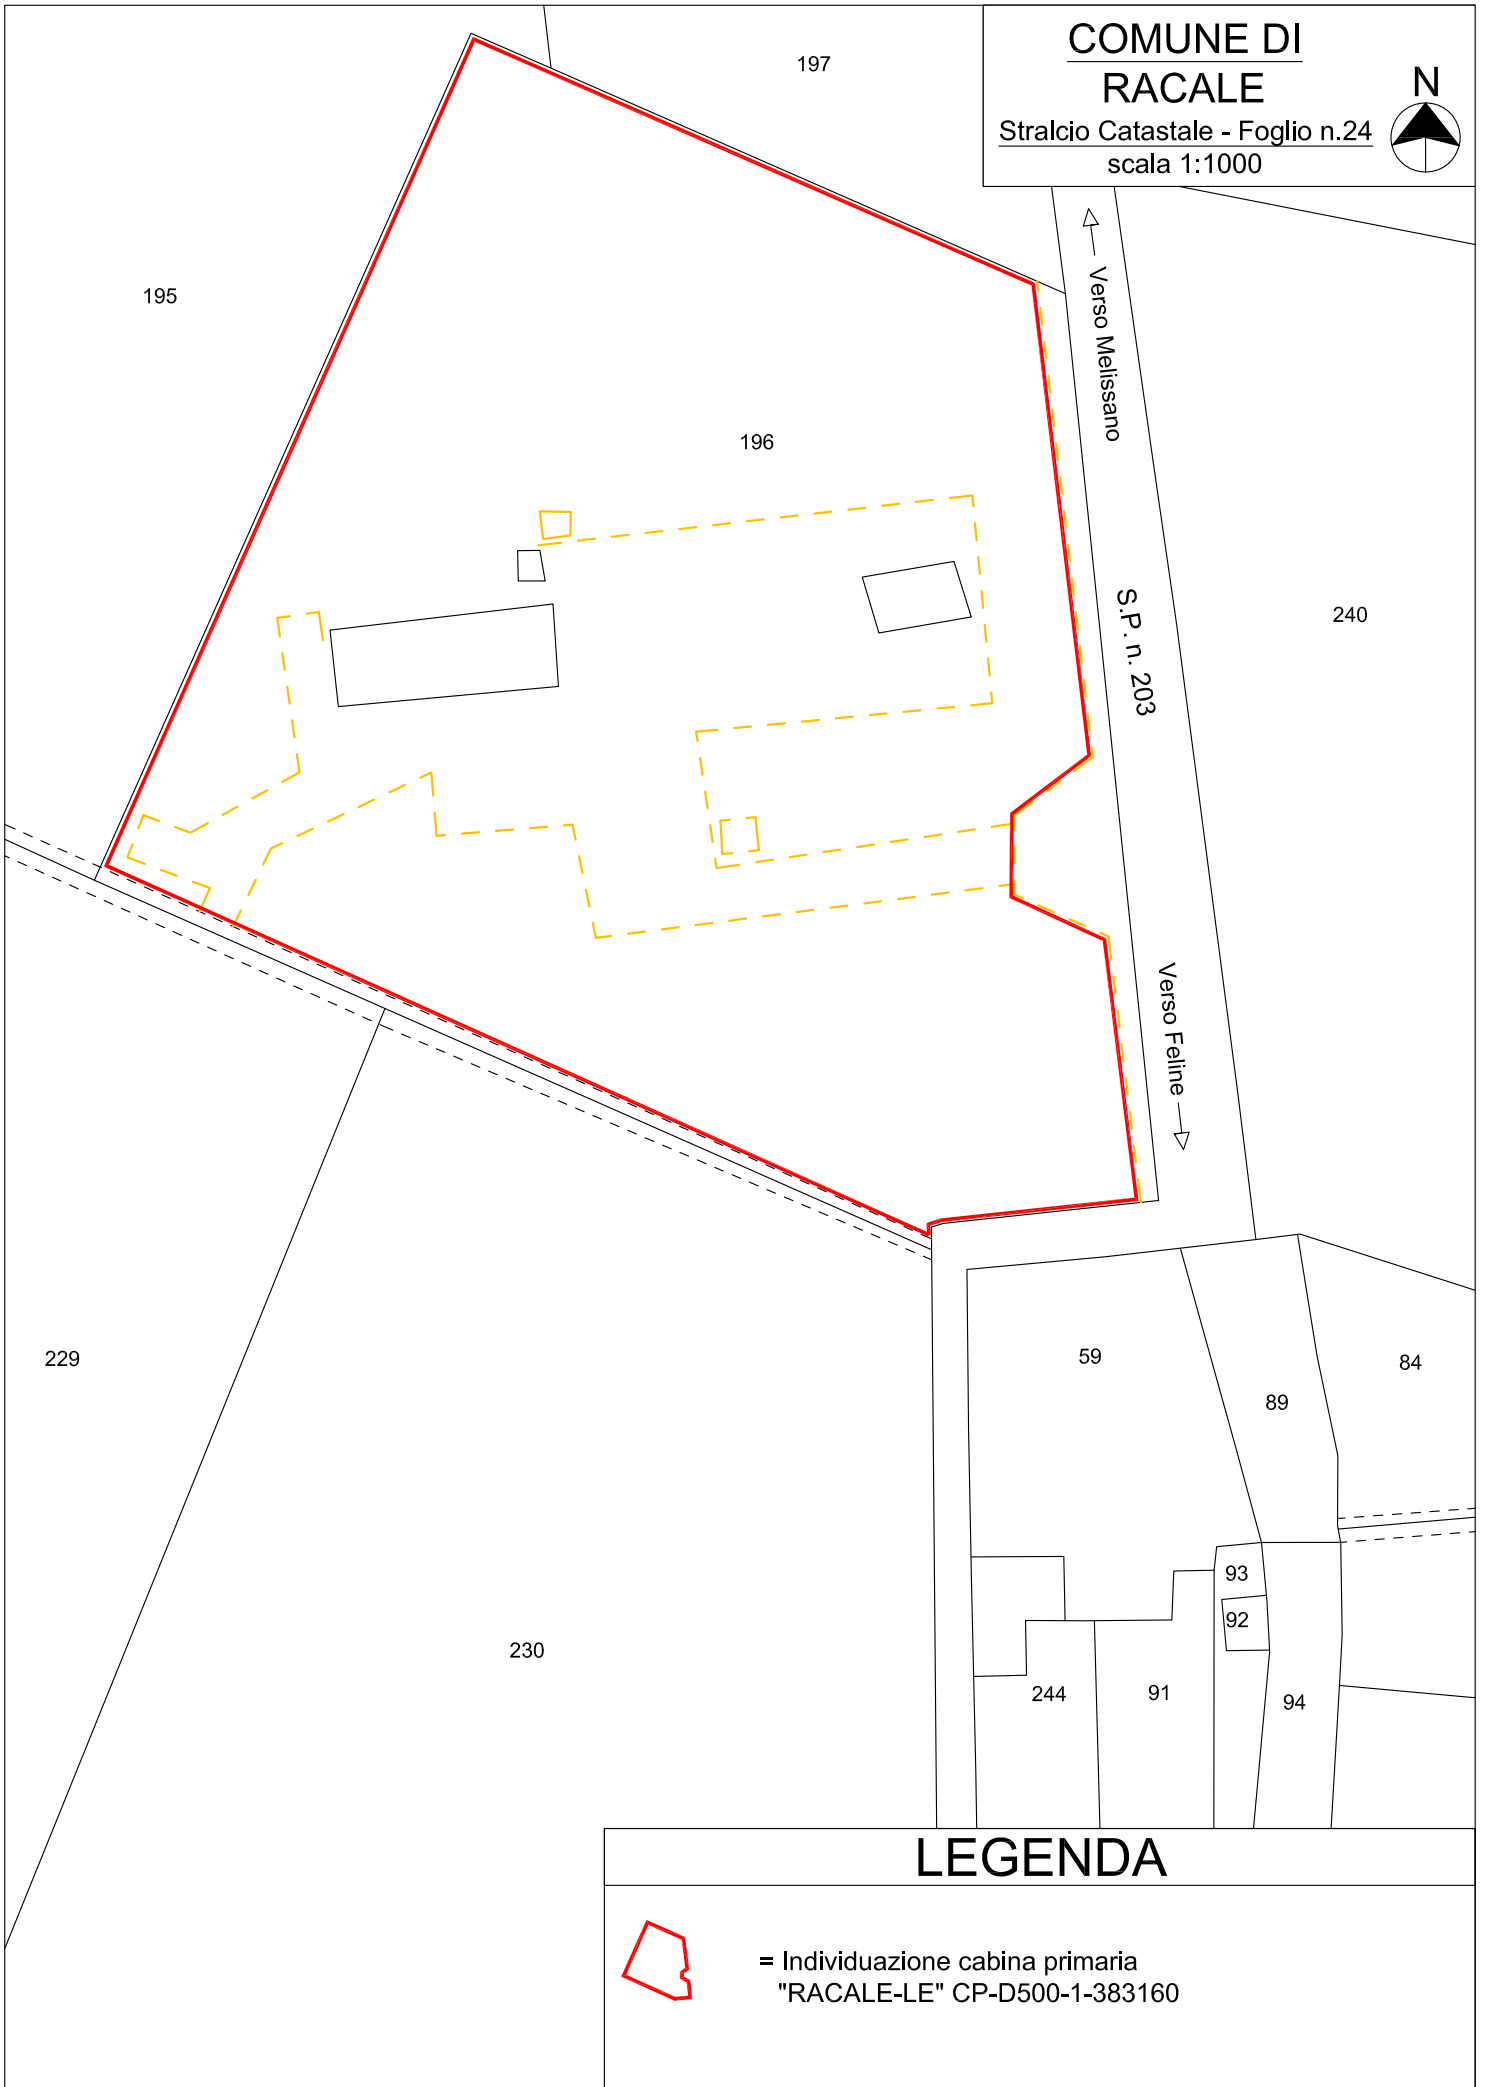 COMUNE DI
RACALE
Stralcio Catastale - Foglio n.24
scala 1:1000
N
197
195
196
Verso Melissano
S.P. n. 203
240
Verso Feline
229
59
84
89
93
92
230
244
91
94
LEGENDA
= Individuazione cabina primaria
"RACALE-LE" CP-D500-1-383160